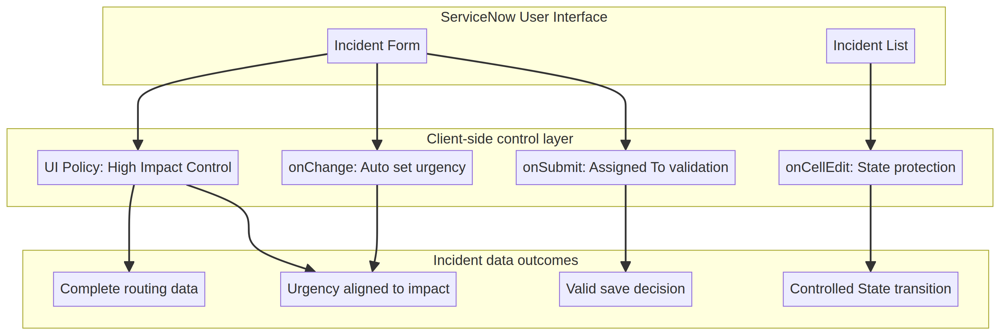 ServiceNow User Interface
Incident Form
Incident List
Client-side control layer
UI Policy: High Impact Control
onChange: Auto set urgency
onSubmit: Assigned To validation
onCellEdit: State protection
Incident data outcomes
Complete routing data
Urgency aligned to impact
Valid save decision
Controlled State transition